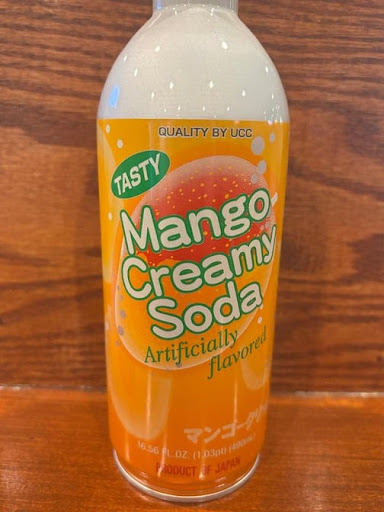 QUALITY BY UCC
TASTY
Mango
Creamy
Soda
Artificially
flavored
マンゴークリー
16.56 FL.OZ. (1.03pt) (490mL)
PRODUCT OF JAPAN